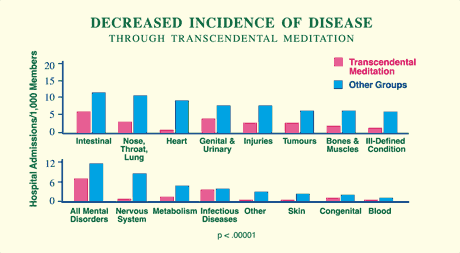 DECREASED INCIDENCE OF DISEASE
THROUGH TRANSCENDENTAL MEDITATION
Hospital Admissions/1,000 Members
Transcendental
Meditation
Other Groups
20
15
10
5
0
Intestinal
Nose,
Throat,
Lung
Heart
Genital &
Urinary
Injuries
Tumours
Bones &
Muscles
Ill-Defined
Condition
12
6
0
All Mental
Disorders
Nervous
System
Metabolism
Infectious
Diseases
Other
Skin
Congenital
Blood
p < .00001